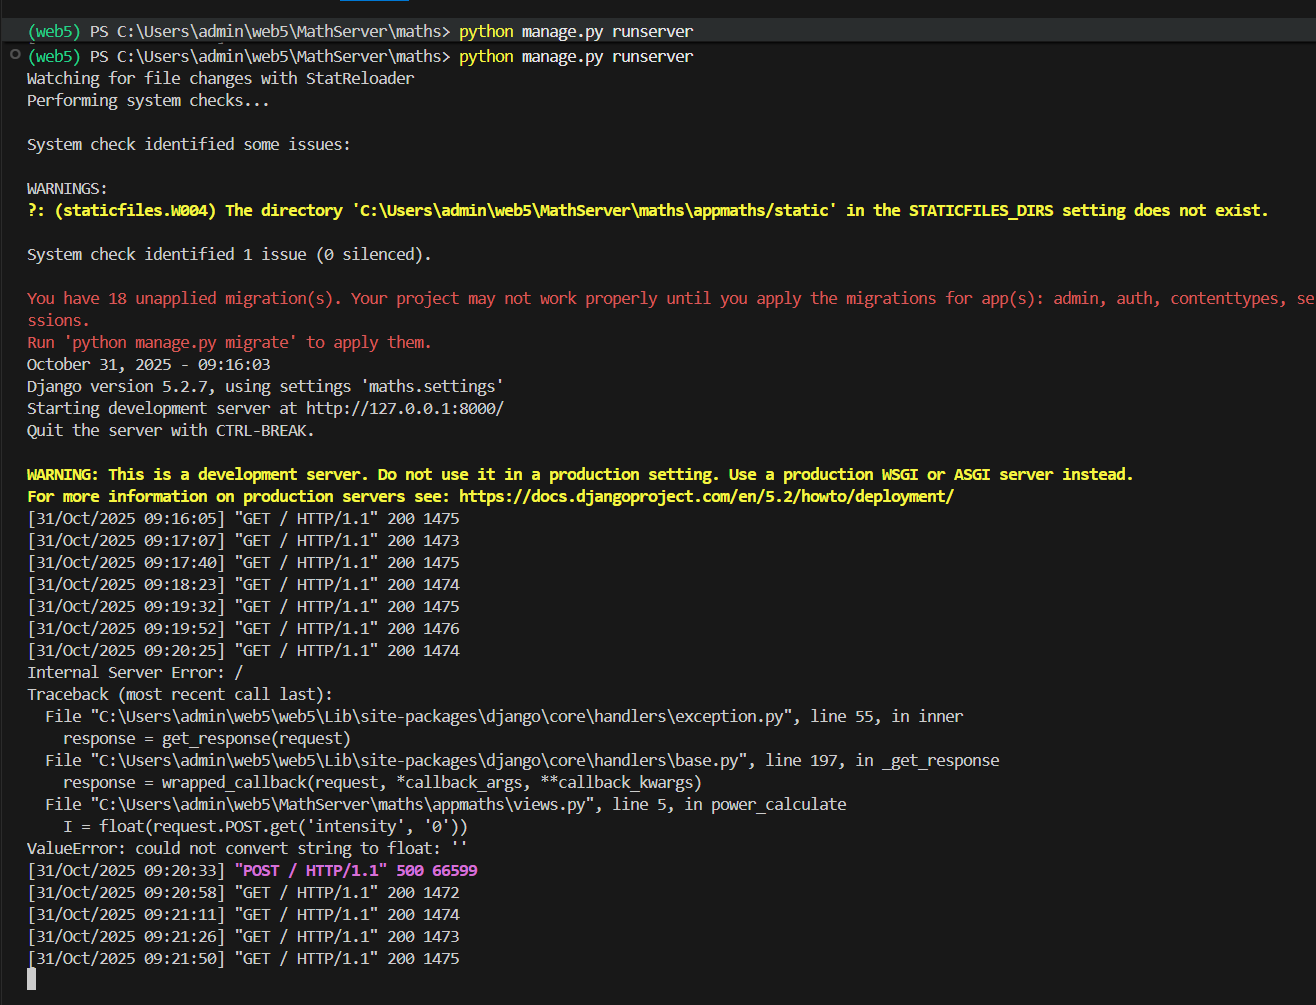 (web5) PS C:\Users\admin\web5\MathServer\maths> python manage.py runserver
(web5) PS C:\Users\admin\web5\MathServer\maths> python manage.py runserver
Watching for file changes with StatReloader
Performing system checks...
System check identified some issues:
WARNINGS:
?: (staticfiles.W004) The directory 'C:\Users\admin\web5\MathServer\maths\appmaths/static' in the STATICFILES_DIRS setting does not exist.
System check identified 1 issue (0 silenced).
You have 18 unapplied migration(s). Your project may not work properly until you apply the migrations for app(s): admin, auth, contenttypes, se
ssions.
Run 'python manage.py migrate' to apply them.
October 31, 2025 - 09:16:03
Django version 5.2.7, using settings 'maths.settings'
Starting development server at http://127.0.0.1:8000/
Quit the server with CTRL-BREAK.
WARNING: This is a development server. Do not use it in a production setting. Use a production WSGI or ASGI server instead.
For more information on production servers see: https://docs.djangoproject.com/en/5.2/howto/deployment/
[31/Oct/2025 09:16:05] "GET / HTTP/1.1" 200 1475
[31/Oct/2025 09:17:07] "GET / HTTP/1.1" 200 1473
[31/Oct/2025 09:17:40] "GET / HTTP/1.1" 200 1475
[31/Oct/2025 09:18:23] "GET / HTTP/1.1" 200 1474
[31/Oct/2025 09:19:32] "GET / HTTP/1.1" 200 1475
[31/Oct/2025 09:19:52] "GET / HTTP/1.1" 200 1476
[31/Oct/2025 09:20:25] "GET / HTTP/1.1" 200 1474
Internal Server Error: /
Traceback (most recent call last):
  File "C:\Users\admin\web5\web5\Lib\site-packages\django\core\handlers\exception.py", line 55, in inner
    response = get_response(request)
  File "C:\Users\admin\web5\web5\Lib\site-packages\django\core\handlers\base.py", line 197, in _get_response
    response = wrapped_callback(request, *callback_args, **callback_kwargs)
  File "C:\Users\admin\web5\MathServer\maths\appmaths\views.py", line 5, in power_calculate
    I = float(request.POST.get('intensity', '0'))
ValueError: could not convert string to float: ''
[31/Oct/2025 09:20:33] "POST / HTTP/1.1" 500 66599
[31/Oct/2025 09:20:58] "GET / HTTP/1.1" 200 1472
[31/Oct/2025 09:21:11] "GET / HTTP/1.1" 200 1474
[31/Oct/2025 09:21:26] "GET / HTTP/1.1" 200 1473
[31/Oct/2025 09:21:50] "GET / HTTP/1.1" 200 1475